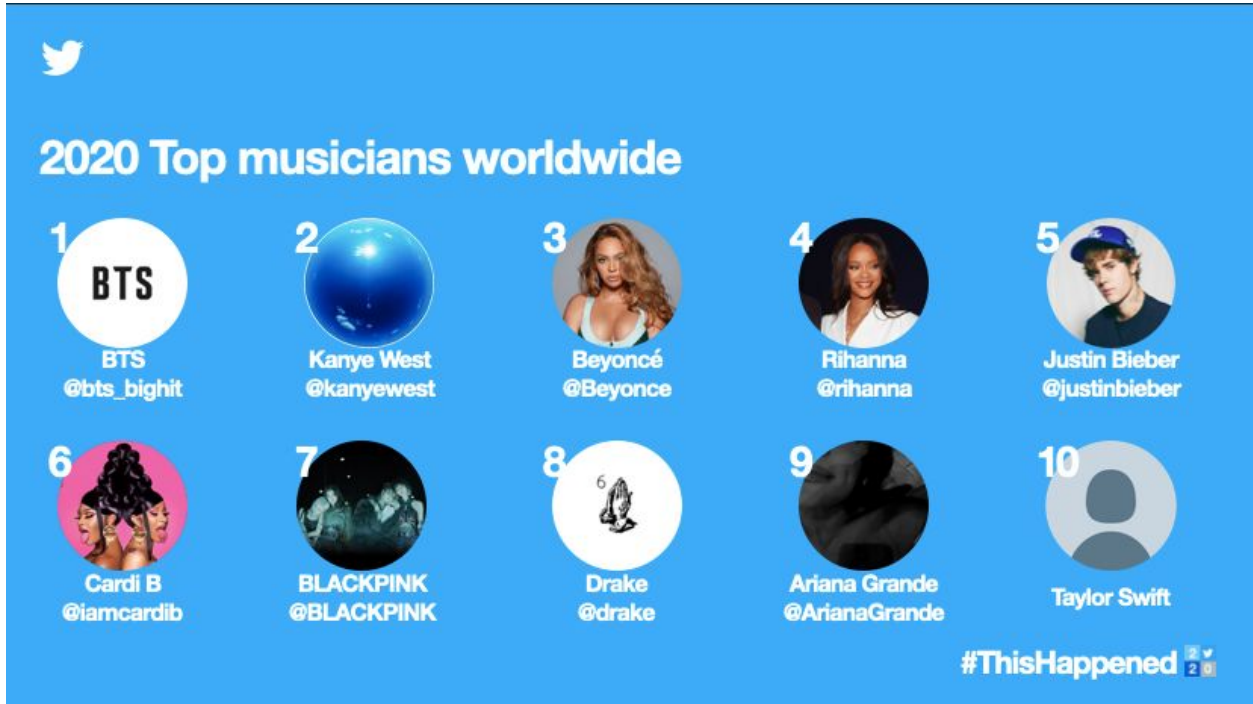 2020 Top musicians worldwide
1
BTS
BTS
@bts_bighit
2
Kanye West
@kanyewest
3
Beyoncé
@Beyonce
4
Rihanna
@rihanna
5
Justin Bieber
@justinbieber
6
Cardi B
@iamcardib
7
BLACKPINK
@BLACKPINK
8
6
Drake
@drake
9
Ariana Grande
@ArianaGrande
10
Taylor Swift
#ThisHappened
2
2 0